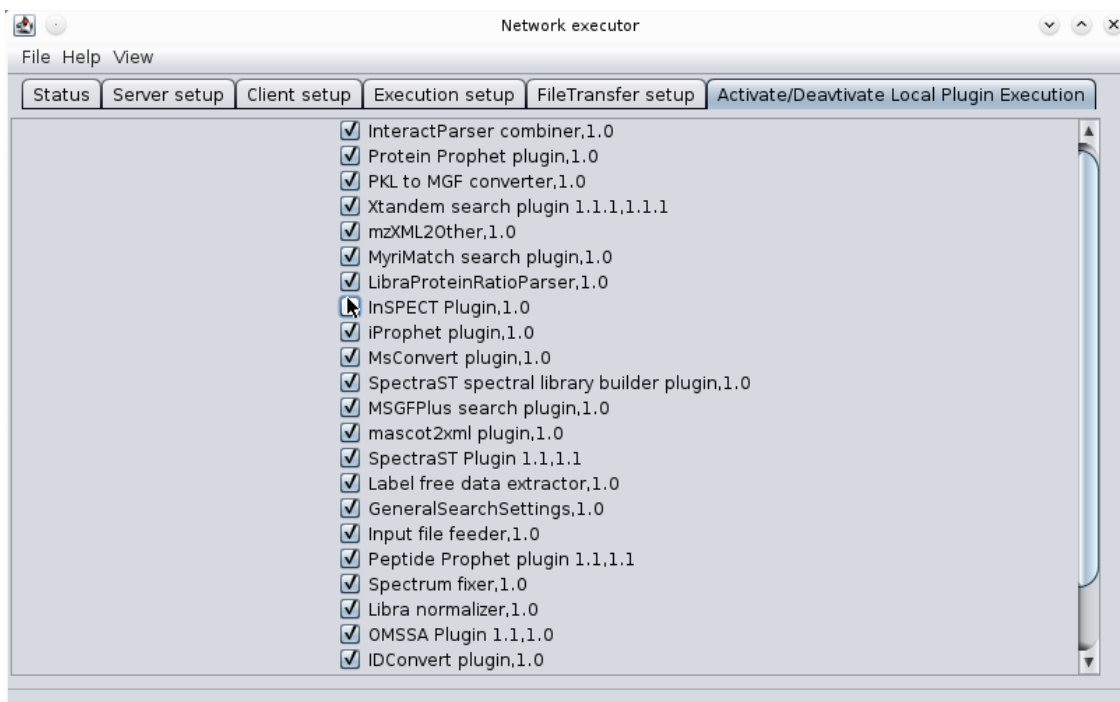 Network executor
File Help View
Status Server setup Client setup Execution setup FileTransfer setup Activate/Deavtivate Local Plugin Execution
InteractParser combiner,1.0
Protein Prophet plugin,1.0
PKL to MGF converter,1.0
Xtandem search plugin 1.1.1,1.1.1
mzXML2Other,1.0
MyriMatch search plugin,1.0
LibraProteinRatioParser,1.0
InSPECT Plugin,1.0
iProphet plugin,1.0
MsConvert plugin,1.0
SpectraST spectral library builder plugin,1.0
MSGFPlus search plugin,1.0
mascot2xml plugin,1.0
SpectraST Plugin 1.1,1.1
Label free data extractor,1.0
GeneralSearchSettings,1.0
Input file feeder,1.0
Peptide Prophet plugin 1.1,1.1
Spectrum fixer,1.0
Libra normalizer,1.0
OMSSA Plugin 1.1,1.0
IDConvert plugin,1.0